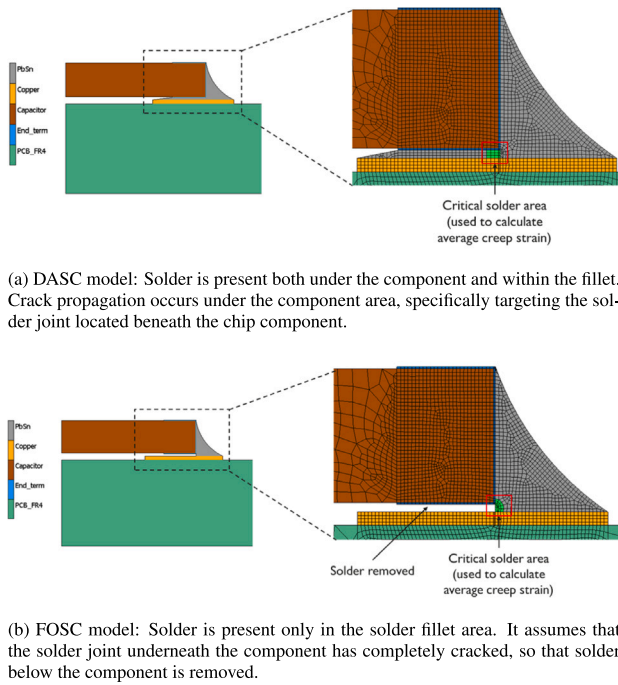 PbSn
Copper
Capacitor
End_term
PCB_FR4
Critical solder area
(used to calculate
average creep strain)
(a) DASC model: Solder is present both under the component and within the fillet.
Crack propagation occurs under the component area, specifically targeting the sol-
der joint located beneath the chip component.
PbSn
Copper
Capacitor
End_term
PCB_FR4
Solder removed
Critical solder area
(used to calculate
average creep strain)
(b) FOSC model: Solder is present only in the solder fillet area. It assumes that
the solder joint underneath the component has completely cracked, so that solder
below the component is removed.